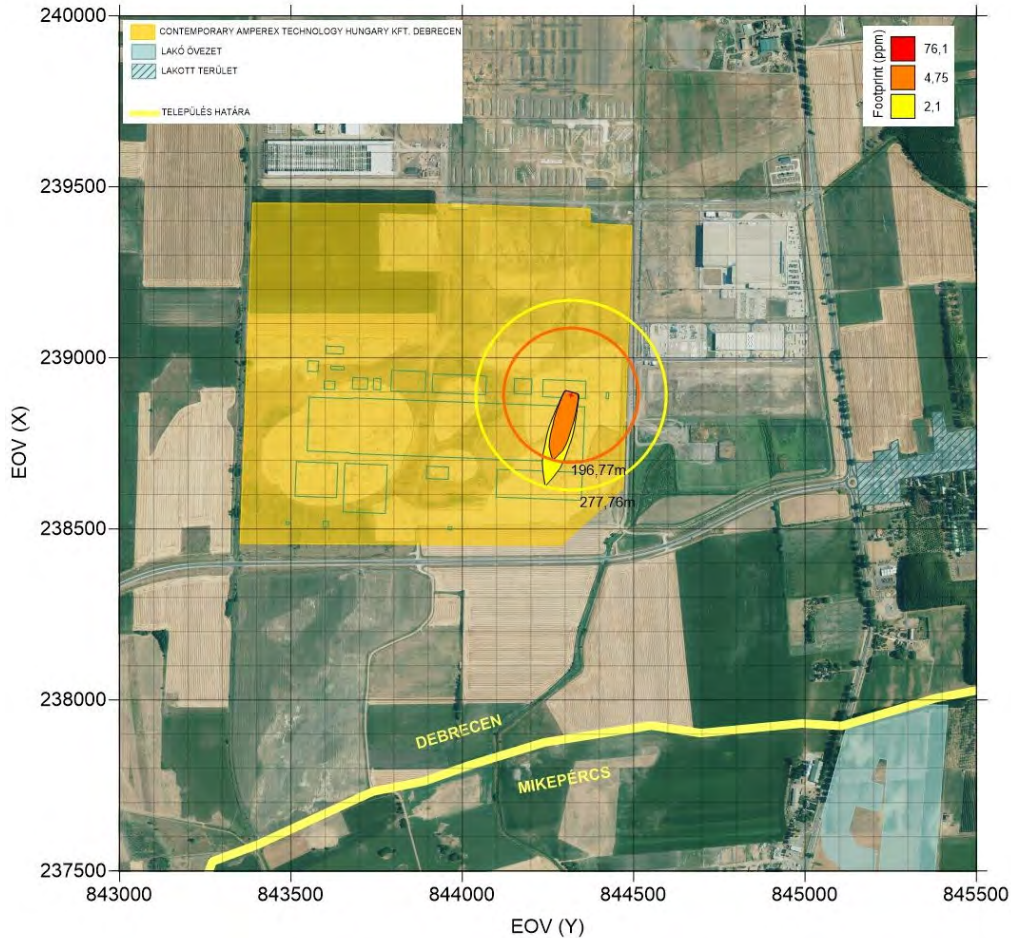 CONTEMPORARY AMPEREX TECHNOLOGY HUNGARY KFT. DEBRECEN
LAKÓ ÖVEZET
LAKOTT TERÜLET
TELEPÜLÉS HATÁRA
Footprint (ppm)
76,1
4,75
2,1
EOV (X)
240000
239500
239000
238500
238000
237500
196,77m
277,76m
DEBRECEN
MIKEPÉRCS
843000 843500 844000 844500 845000 845500
EOV (Y)